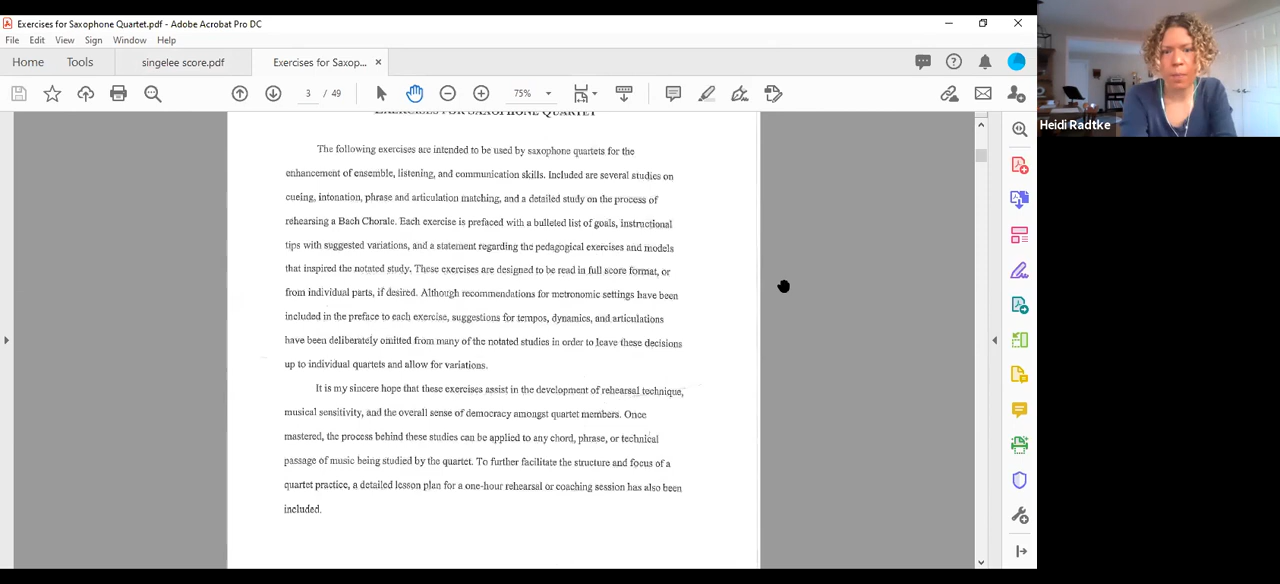 Exercises for Saxophone Quartet.pdf - Adobe Acrobat Pro DC
File Edit View Sign Window Help
Home Tools singelee score.pdf Exercises for Saxop... ×
3 / 49 75%
EXERCISES FOR SAXOPHONE QUARTET
The following exercises are intended to be used by saxophone quartets for the
enhancement of ensemble, listening, and communication skills. Included are several studies on
cueing, intonation, phrase and articulation matching, and a detailed study on the process of
rehearsing a Bach Chorale. Each exercise is prefaced with a bulleted list of goals, instructional
tips with suggested variations, and a statement regarding the pedagogical exercises and models
that inspired the notated study. These exercises are designed to be read in full score format, or
from individual parts, if desired. Although recommendations for metronomic settings have been
included in the preface to each exercise, suggestions for tempos, dynamics, and articulations
have been deliberately omitted from many of the notated studies in order to leave these decisions
up to individual quartets and allow for variations.
It is my sincere hope that these exercises assist in the development of rehearsal technique,
musical sensitivity, and the overall sense of democracy amongst quartet members. Once
mastered, the process behind these studies can be applied to any chord, phrase, or technical
passage of music being studied by the quartet. To further facilitate the structure and focus of a
quartet practice, a detailed lesson plan for a one-hour rehearsal or coaching session has also been
included.
Heidi Radtke